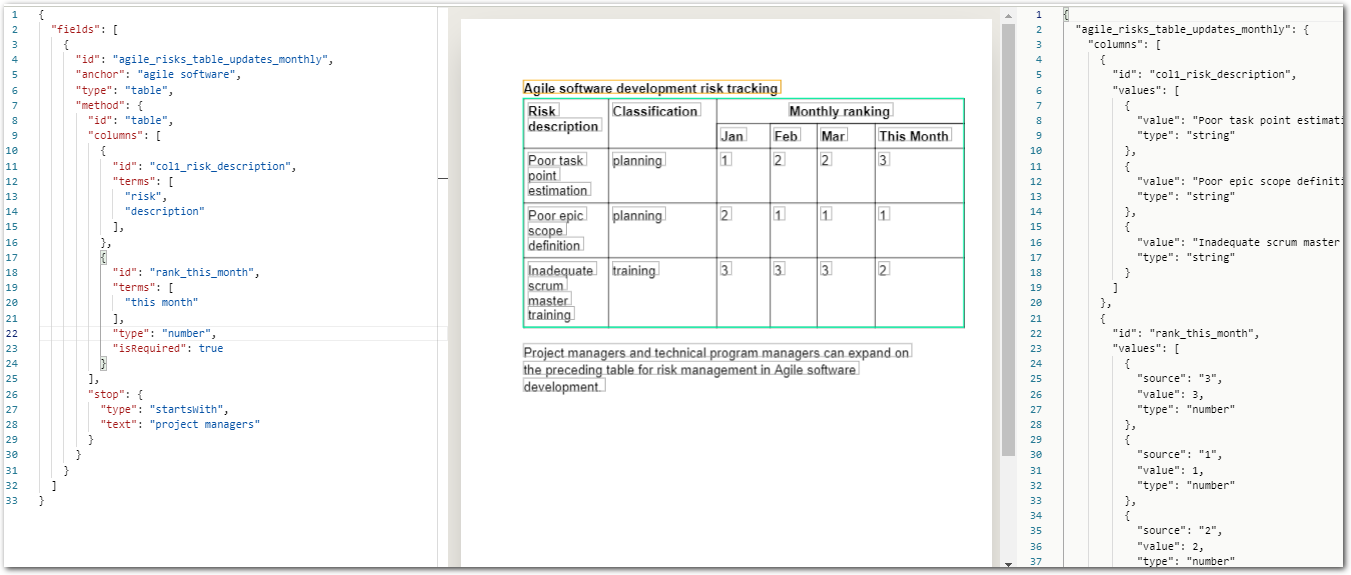 1 {
2 "fields": [
3 {
4 "id": "agile_risks_table_updates_monthly",
5 "anchor": "agile software",
6 "type": "table",
7 "method": {
8 "id": "table",
9 "columns": [
10 {
11 "id": "col1_risk_description",
12 "terms": [
13 "risk",
14 "description"
15 ],
16 },
17 {
18 "id": "rank_this_month",
19 "terms": [
20 "this month"
21 ],
22 "type": "number",
23 "isRequired": true
24 }
25 ],
26 "stop": {
27 "type": "startsWith",
28 "text": "project managers"
29 }
30 }
31 }
32 ]
33 }
Agile software development risk tracking
Risk description Classification Monthly ranking
Jan Feb Mar This Month
Poor task point estimation planning 1 2 2 3
Poor epic scope definition planning 2 1 1 1
Inadequate scrum master training training 3 3 3 2
Project managers and technical program managers can expand on
the preceding table for risk management in Agile software
development
1 {
2 "agile_risks_table_updates_monthly": {
3 "columns": [
4 {
5 "id": "col1_risk_description",
6 "values": [
7 {
8 "value": "Poor task point estimati
9 "type": "string"
10 },
11 {
12 "value": "Poor epic scope definiti
13 "type": "string"
14 },
15 {
16 "value": "Inadequate scrum master
17 "type": "string"
18 }
19 ]
20 },
21 {
22 "id": "rank_this_month",
23 "values": [
24 {
25 "source": "3",
26 "value": 3,
27 "type": "number"
28 },
29 {
30 "source": "1",
31 "value": 1,
32 "type": "number"
33 },
34 {
35 "source": "2",
36 "value": 2,
37 "type": "number"